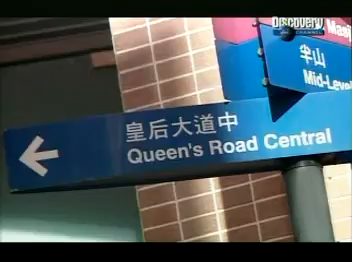 Discovery
CHANNEL
半山
Mid-Leve
皇后大道中
Queen's Road Central